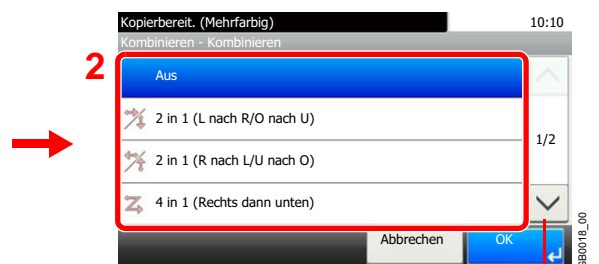 Kopierbereit. (Mehrfarbig) 10:10
Kombinieren - Kombinieren
2
Aus
2 in 1 (L nach R/O nach U)
2 in 1 (R nach L/U nach O)
1/2
4 in 1 (Rechts dann unten)
Abbrechen OK
GB0018_00